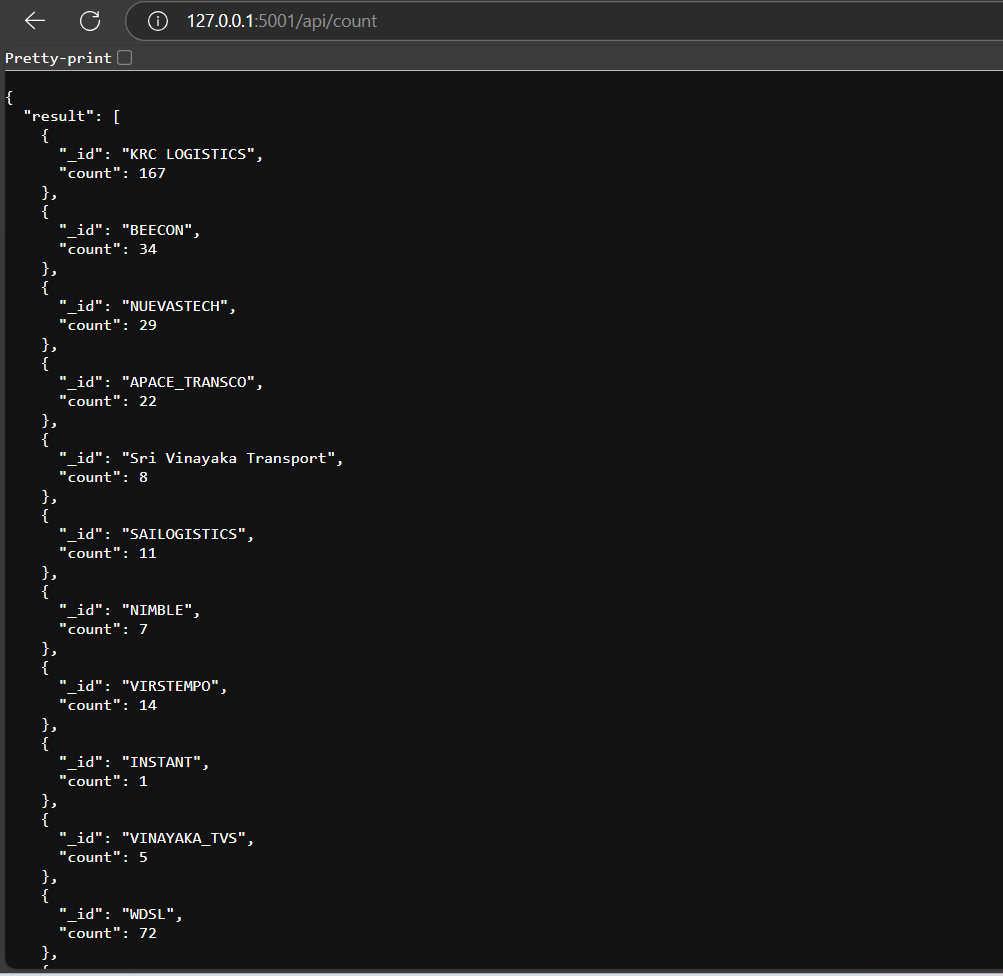 127.0.0.1:5001/api/count
Pretty-print
{
"result": [
{
"_id": "KRC LOGISTICS",
"count": 167
},
{
"_id": "BEECON",
"count": 34
},
{
"_id": "NUEVASTECH",
"count": 29
},
{
"_id": "APACE_TRANSCO",
"count": 22
},
{
"_id": "Sri Vinayaka Transport",
"count": 8
},
{
"_id": "SAILOGISTICS",
"count": 11
},
{
"_id": "NIMBLE",
"count": 7
},
{
"_id": "VIRSTEMPO",
"count": 14
},
{
"_id": "INSTANT",
"count": 1
},
{
"_id": "VINAYAKA_TVS",
"count": 5
},
{
"_id": "WDSL",
"count": 72
},
{